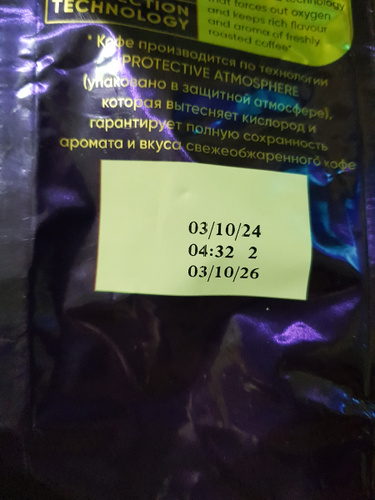 TECHNOLOGY
that forces out oxygen
and keeps rich flavour
and aroma of freshly
roasted coffee*
* Кофе производится по технологии
PROTECTIVE ATMOSPHERE
(упаковано в защитной атмосфере),
которая вытесняет кислород и
гарантирует полную сохранность
аромата и вкуса свежеобжаренного кофе
03/10/24
04:32 2
03/10/26